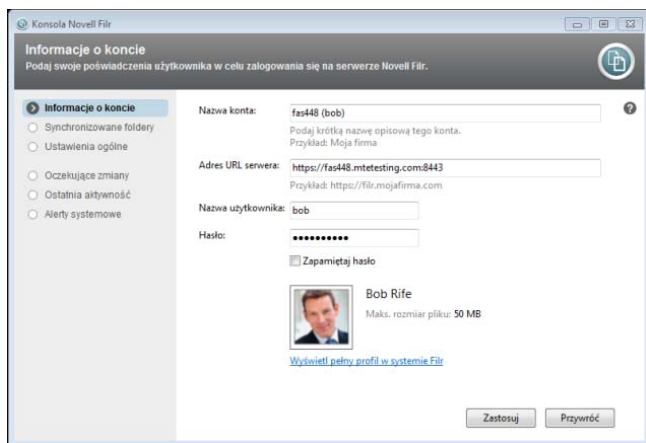 Konsola Novell Filr
Informacje o koncie
Podaj swoje poświadczenia użytkownika w celu zalogowania się na serwerze Novell Filr.
Informacje o koncie
Synchronizowane foldery
Ustawienia ogólne
Oczekujące zmiany
Ostatnia aktywność
Alerty systemowe
Nazwa konta: fas448 (bob)
Podaj krótką nazwę opisową tego konta.
Przykład: Moja firma
Adres URL serwera: https://fas448.mtetesting.com:8443
Przykład: https://filr.mojafirma.com
Nazwa użytkownika: bob
Hasło: ••••••••••
Zapamiętaj hasło
Bob Rife
Maks. rozmiar pliku: 50 MB
Wyświetl pełny profil w systemie Filr
Zastosuj Przywróć